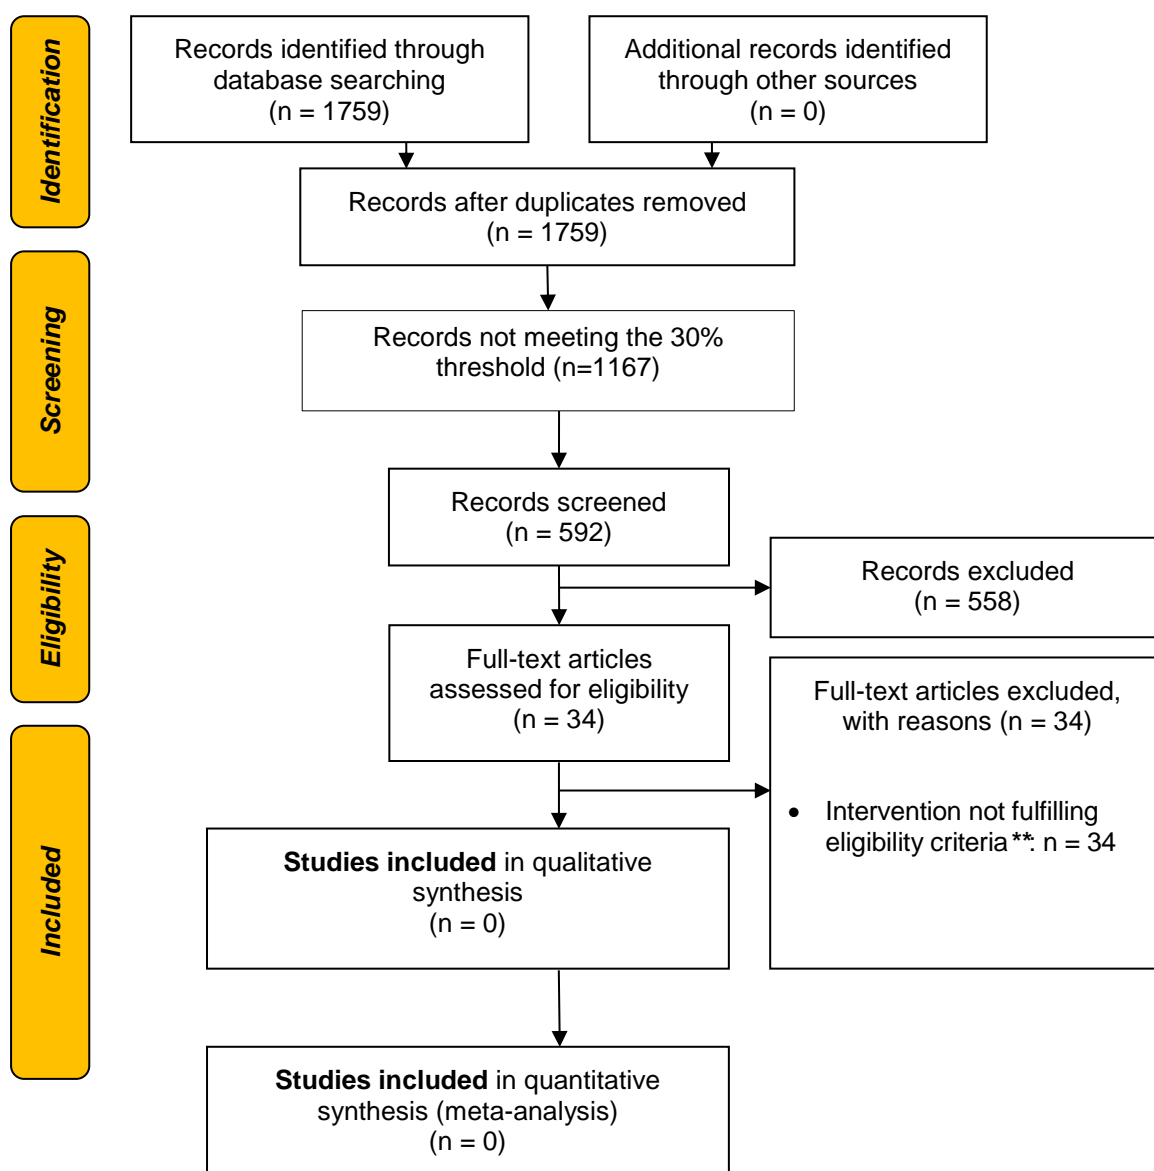 Identification
Records identified through
database searching
(n = 1759)
Additional records identified
through other sources
(n = 0)
Records after duplicates removed
(n = 1759)
Screening
Records not meeting the 30%
threshold (n=1167)
Records screened
(n = 592)
Eligibility
Records excluded
(n = 558)
Full-text articles
assessed for eligibility
(n = 34)
Full-text articles excluded,
with reasons (n = 34)
• Intervention not fulfilling
eligibility criteria**: n = 34
Included
Studies included in qualitative
synthesis
(n = 0)
Studies included in quantitative
synthesis (meta-analysis)
(n = 0)